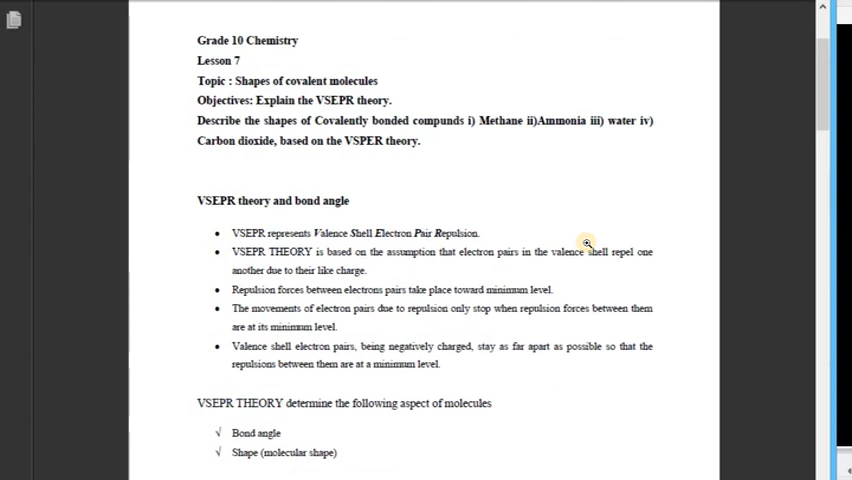 Grade 10 Chemistry
Lesson 7
Topic : Shapes of covalent molecules
Objectives: Explain the VSEPR theory.
Describe the shapes of Covalently bonded compunds i) Methane ii)Ammonia iii) water iv)
Carbon dioxide, based on the VSPER theory.
VSEPR theory and bond angle
• VSEPR represents Valence Shell Electron Pair Repulsion.
• VSEPR THEORY is based on the assumption that electron pairs in the valence shell repel one
another due to their like charge.
• Repulsion forces between electrons pairs take place toward minimum level.
• The movements of electron pairs due to repulsion only stop when repulsion forces between them
are at its minimum level.
• Valence shell electron pairs, being negatively charged, stay as far apart as possible so that the
repulsions between them are at a minimum level.
VSEPR THEORY determine the following aspect of molecules
√ Bond angle
√ Shape (molecular shape)